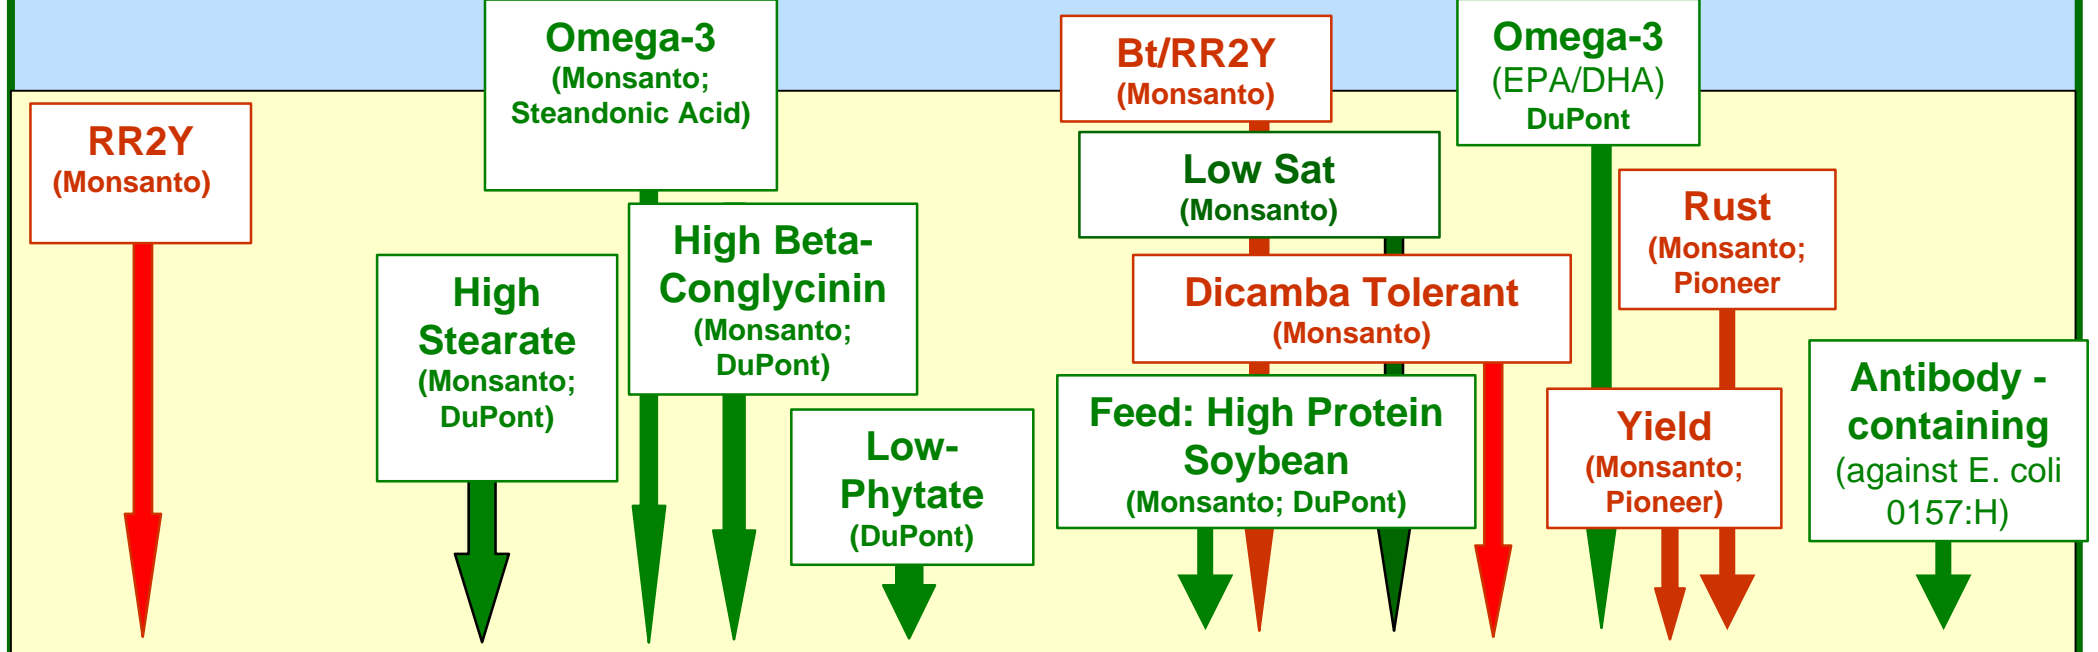 RR2Y
(Monsanto)
Omega-3
(Monsanto;
Steandonic Acid)
High
Stearate
(Monsanto;
DuPont)
High Beta-
Conglycinin
(Monsanto;
DuPont)
Low-
Phytate
(DuPont)
Bt/RR2Y
(Monsanto)
Low Sat
(Monsanto)
Dicamba Tolerant
(Monsanto)
Feed: High Protein
Soybean
(Monsanto; DuPont)
Omega-3
(EPA/DHA)
DuPont
Rust
(Monsanto;
Pioneer
Yield
(Monsanto;
Pioneer)
Antibody -
containing
(against E. coli
0157:H)